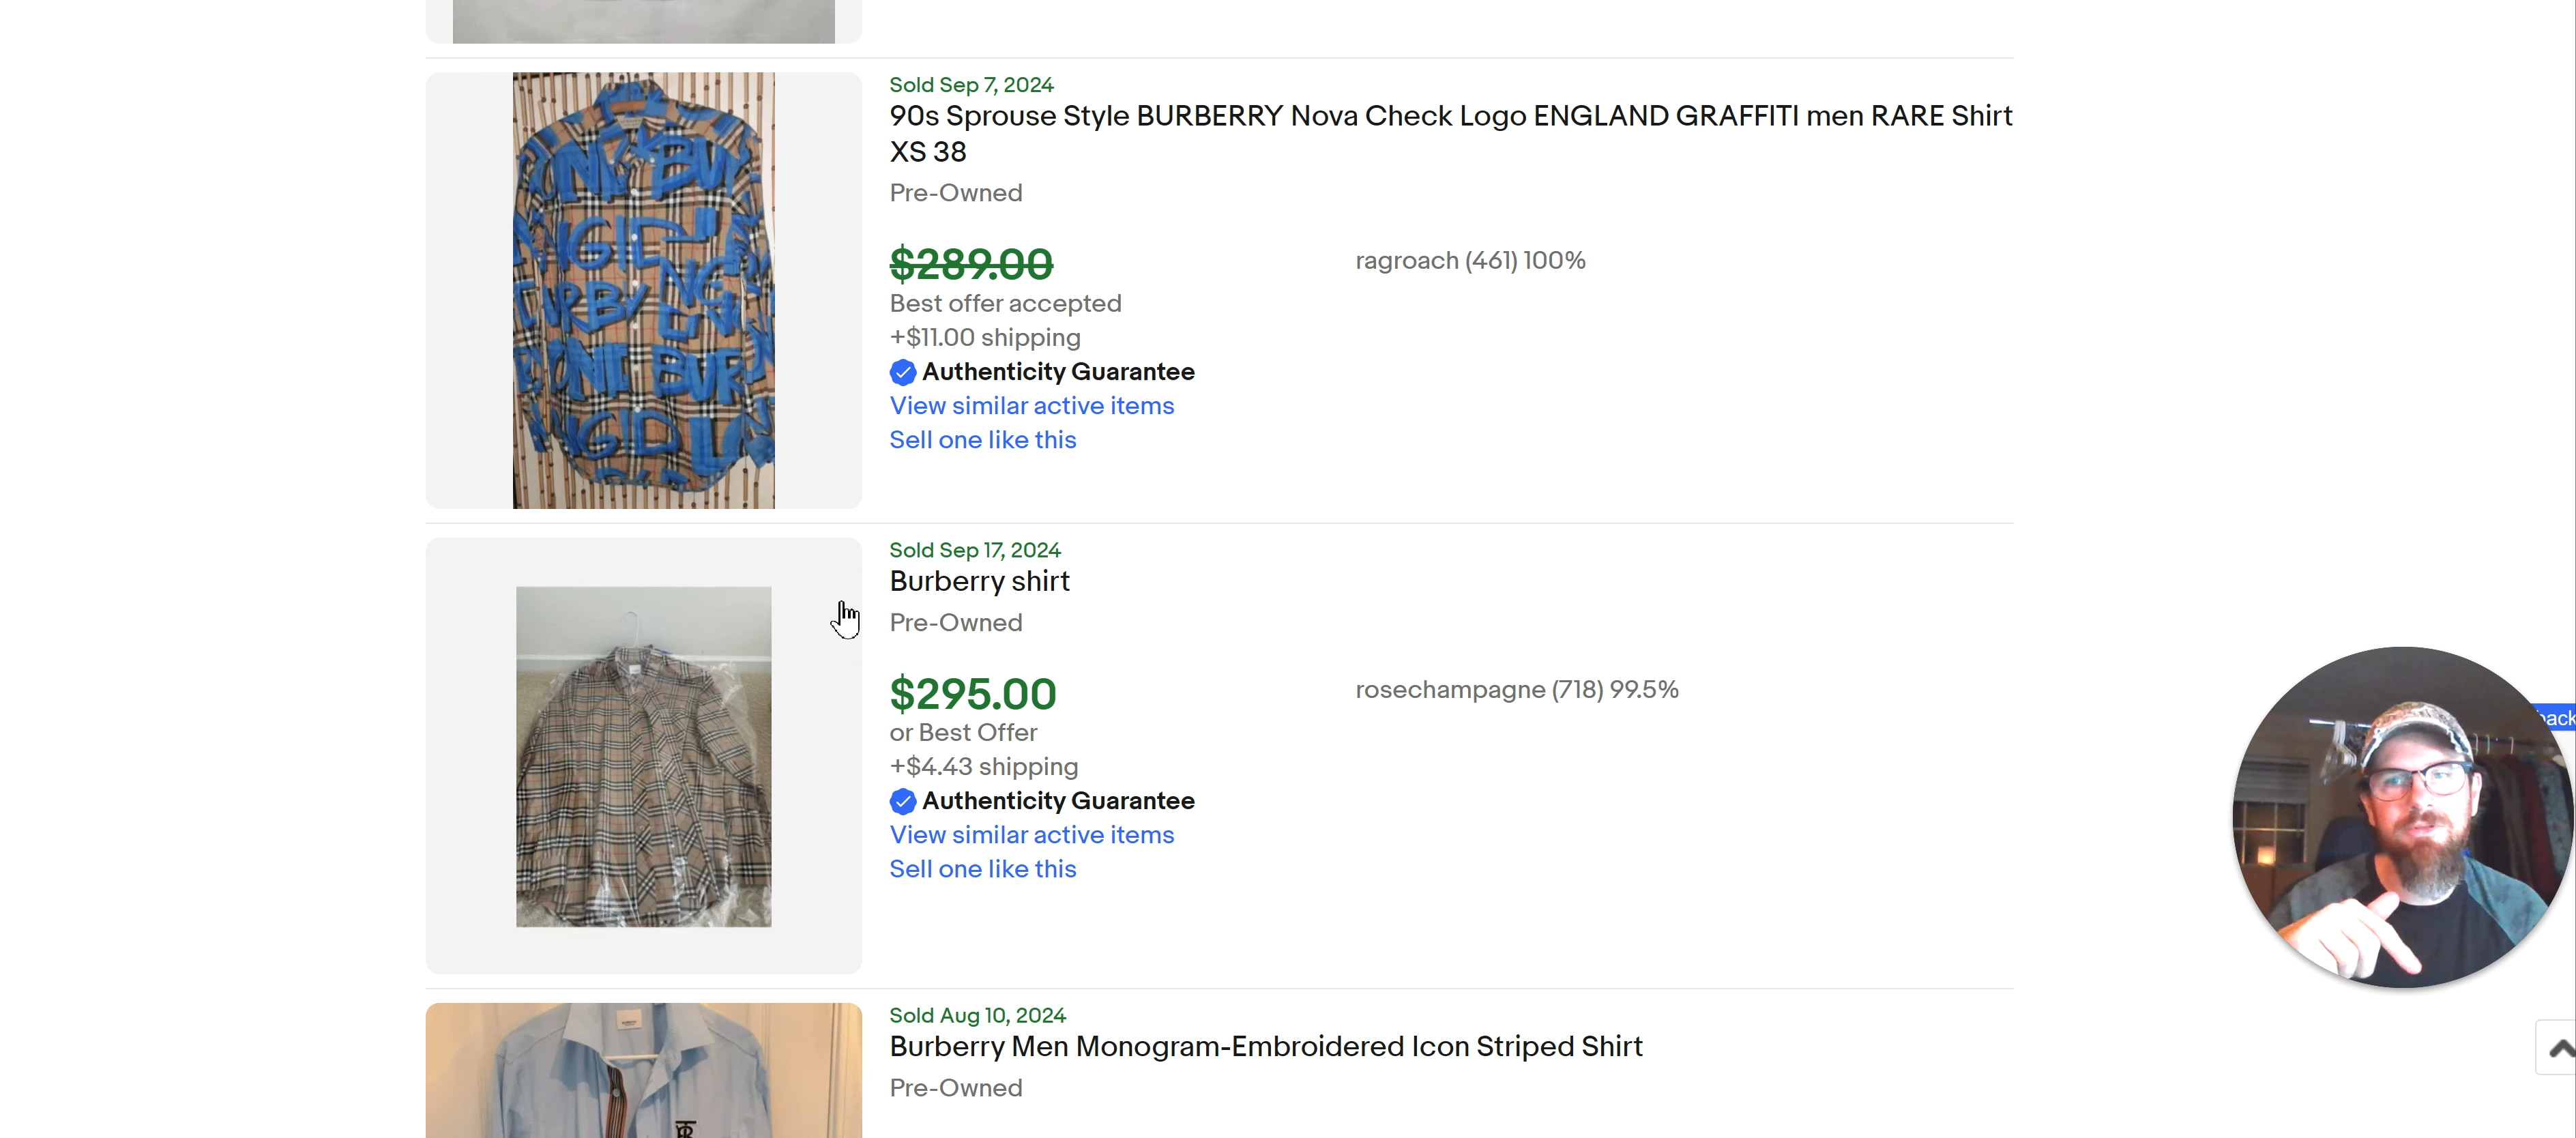 Sold Sep 7, 2024
90s Sprouse Style BURBERRY Nova Check Logo ENGLAND GRAFFITI men RARE Shirt
XS 38
Pre-Owned
$289.00
ragroach (461) 100%
Best offer accepted
+$11.00 shipping
Authenticity Guarantee
View similar active items
Sell one like this
Sold Sep 17, 2024
Burberry shirt
Pre-Owned
$295.00
rosechampagne (718) 99.5%
or Best Offer
+$4.43 shipping
Authenticity Guarantee
View similar active items
Sell one like this
Sold Aug 10, 2024
Burberry Men Monogram-Embroidered Icon Striped Shirt
Pre-Owned